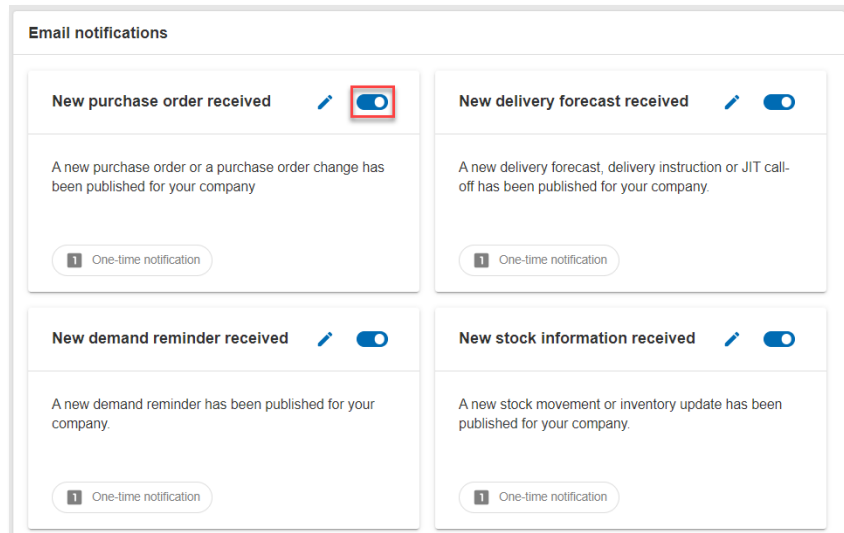 Email notifications
New purchase order received
A new purchase order or a purchase order change has
been published for your company
1 One-time notification
New delivery forecast received
A new delivery forecast, delivery instruction or JIT call-
off has been published for your company.
1 One-time notification
New demand reminder received
A new demand reminder has been published for your
company.
1 One-time notification
New stock information received
A new stock movement or inventory update has been
published for your company.
1 One-time notification